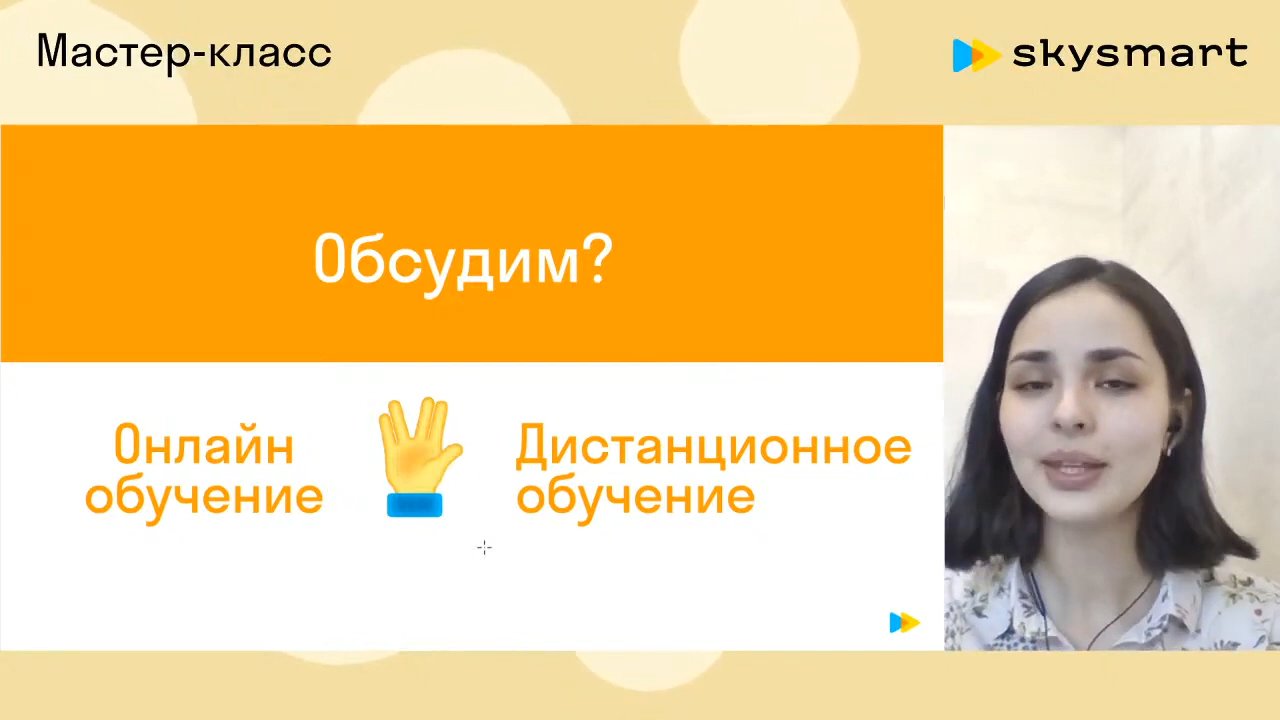 Мастер-класс
skysmart
Обсудим?
Онлайн
обучение
Дистанционное
обучение